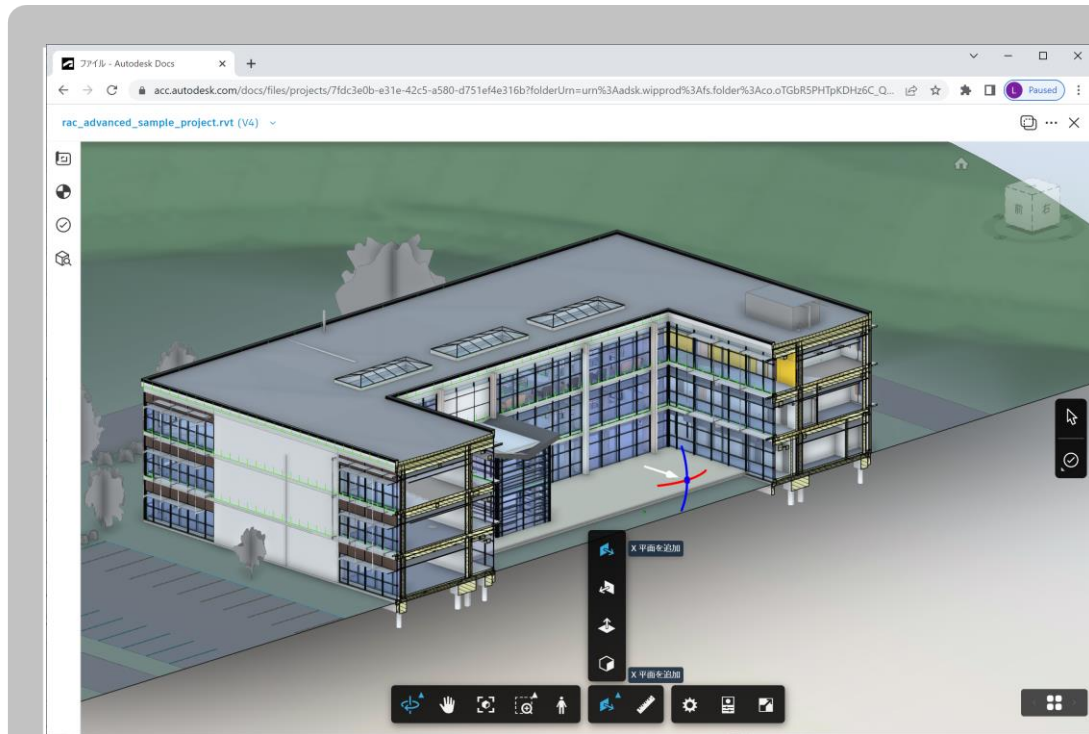 ファイル - Autodesk Docs
acc.autodesk.com/docs/files/projects/7fdc3e0b-e31e-42c5-a580-d751ef4e316b?folderUrn=urn%3Aadsk.wipprod%3Afs.folder%3Aco.oTGbR5PHTpKDHz6C_Q...
L Paused
rac_advanced_sample_project.rvt (V4)
前 右
X 平面を追加
X 平面を追加